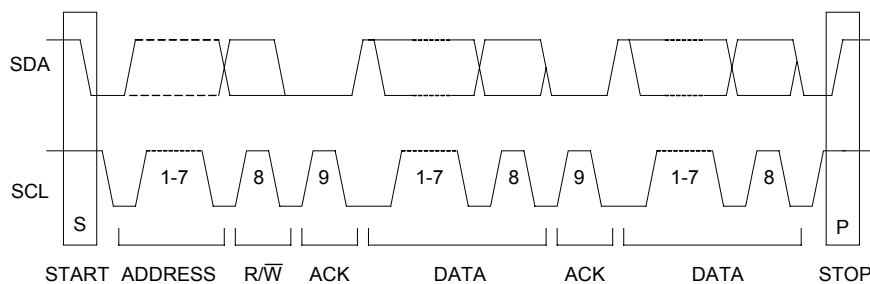 SDA
SCL
1-7 8 9 1-7 8 9 1-7 8
S P
START ADDRESS R/W̅ ACK DATA ACK DATA STOP